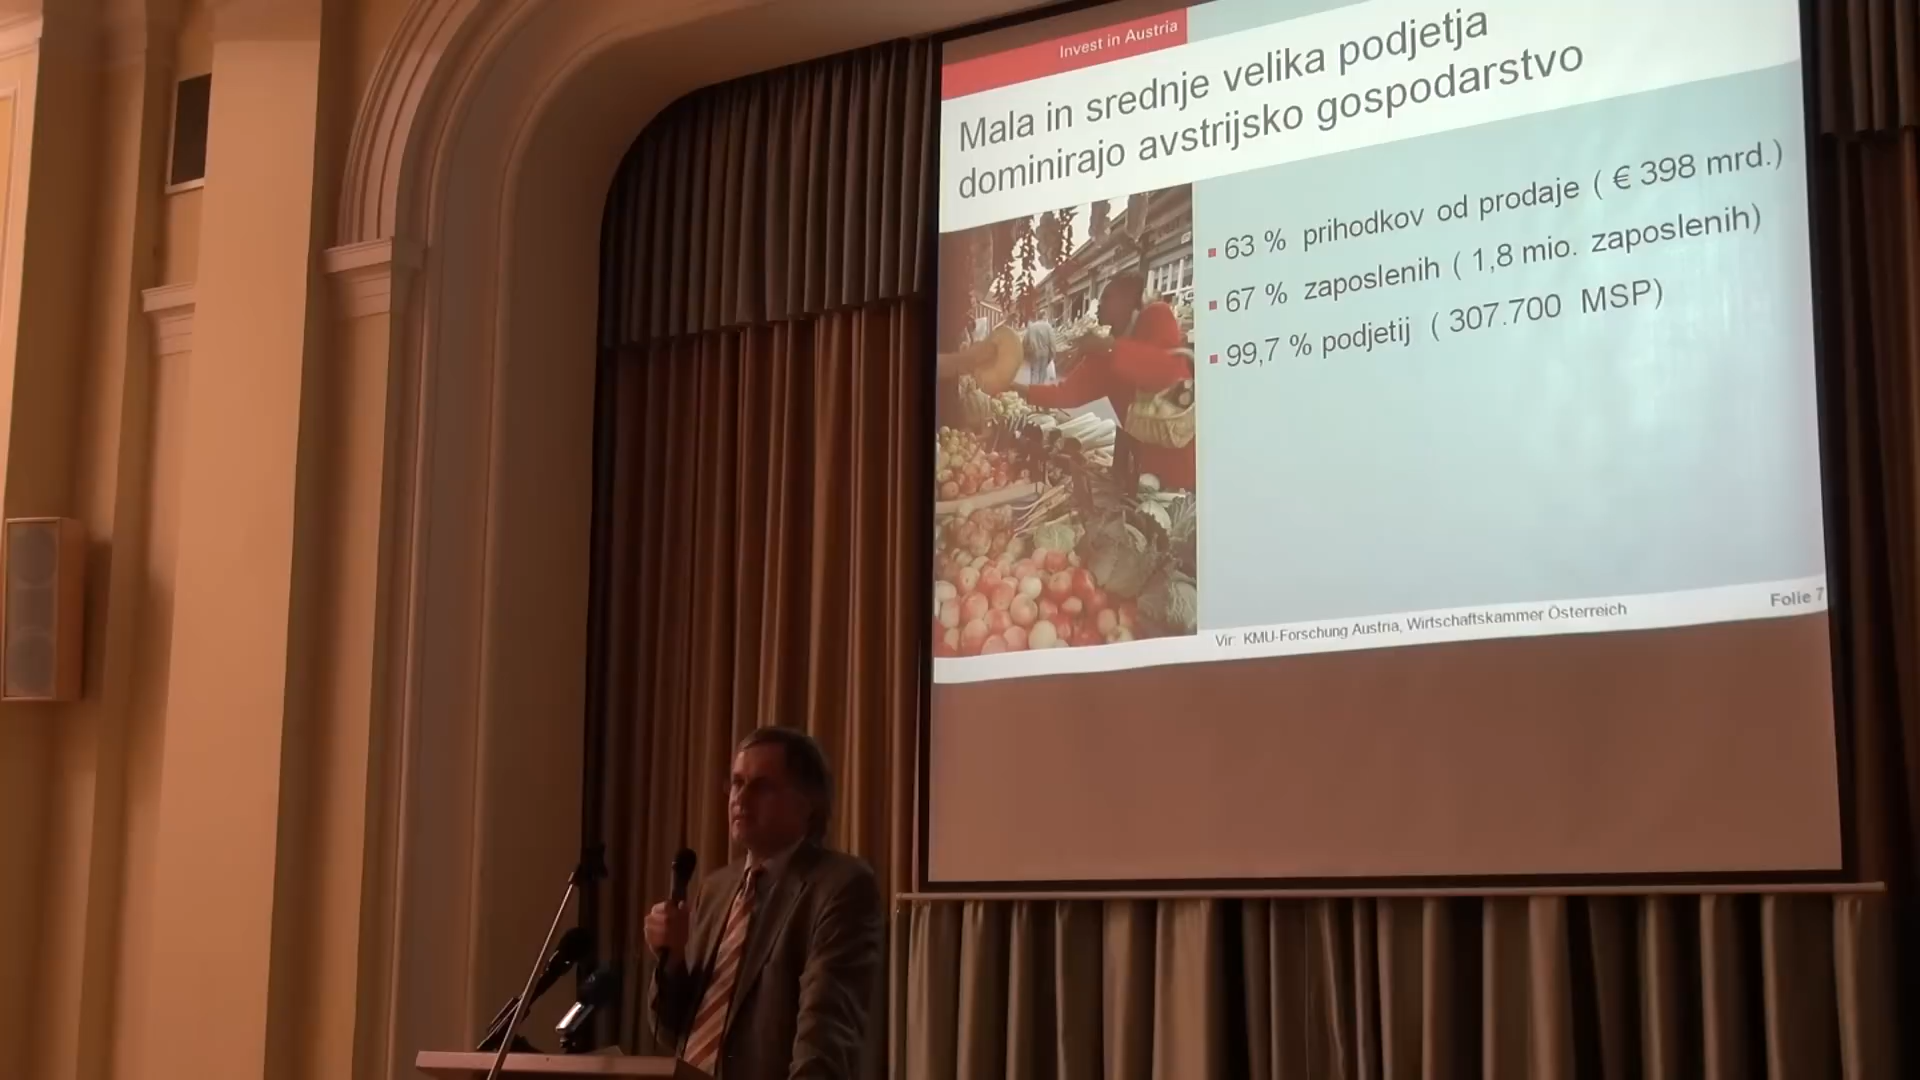 Invest in Austria
Mala in srednje velika podjetja
dominirajo avstrijsko gospodarstvo
63 % prihodkov od prodaje ( € 398 mrd.)
67 % zaposlenih ( 1,8 mio. zaposlenih)
99,7 % podjetij ( 307.700 MSP)
Vir: KMU-Forschung Austria, Wirtschaftskammer Österreich
Folie 7